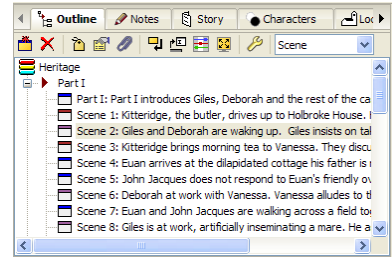 Outline Notes Story Characters Loc
Scene
Heritage
Part I
Part I: Part I introduces Giles, Deborah and the rest of the ca
Scene 1: Kitteridge, the butler, drives up to Holbroke House. I
Scene 2: Giles and Deborah are waking up. Giles insists on tal
Scene 3: Kitteridge brings morning tea to Vanessa. They discu
Scene 4: Euan arrives at the dilapidated cottage his father is r
Scene 5: John Jacques does not respond to Euan's friendly ov
Scene 6: Deborah at work with Vanessa. Vanessa alludes to th
Scene 7: Euan and John Jacques are walking across a field tog
Scene 8: Giles is at work, artificially inseminating a mare. He a